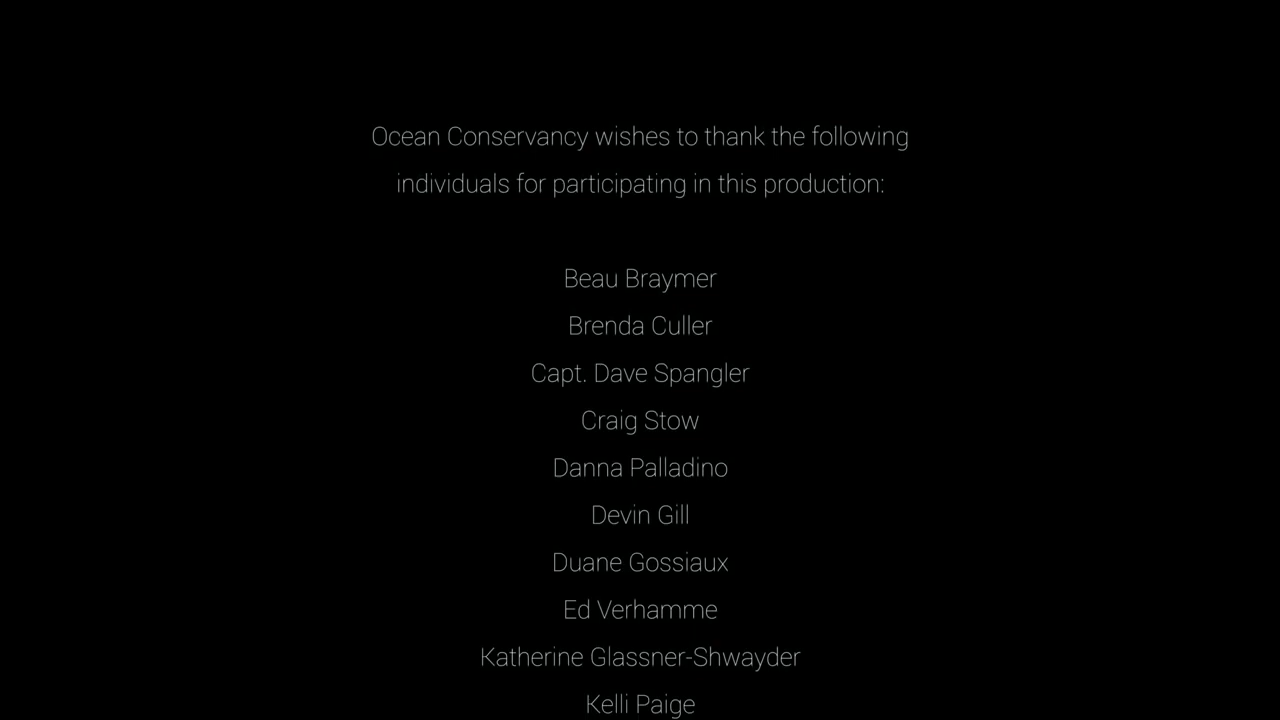 Ocean Conservancy wishes to thank the following
individuals for participating in this production:
Beau Braymer
Brenda Culler
Capt. Dave Spangler
Craig Stow
Danna Palladino
Devin Gill
Duane Gossiaux
Ed Verhamme
Katherine Glassner-Shwayder
Kelli Paige